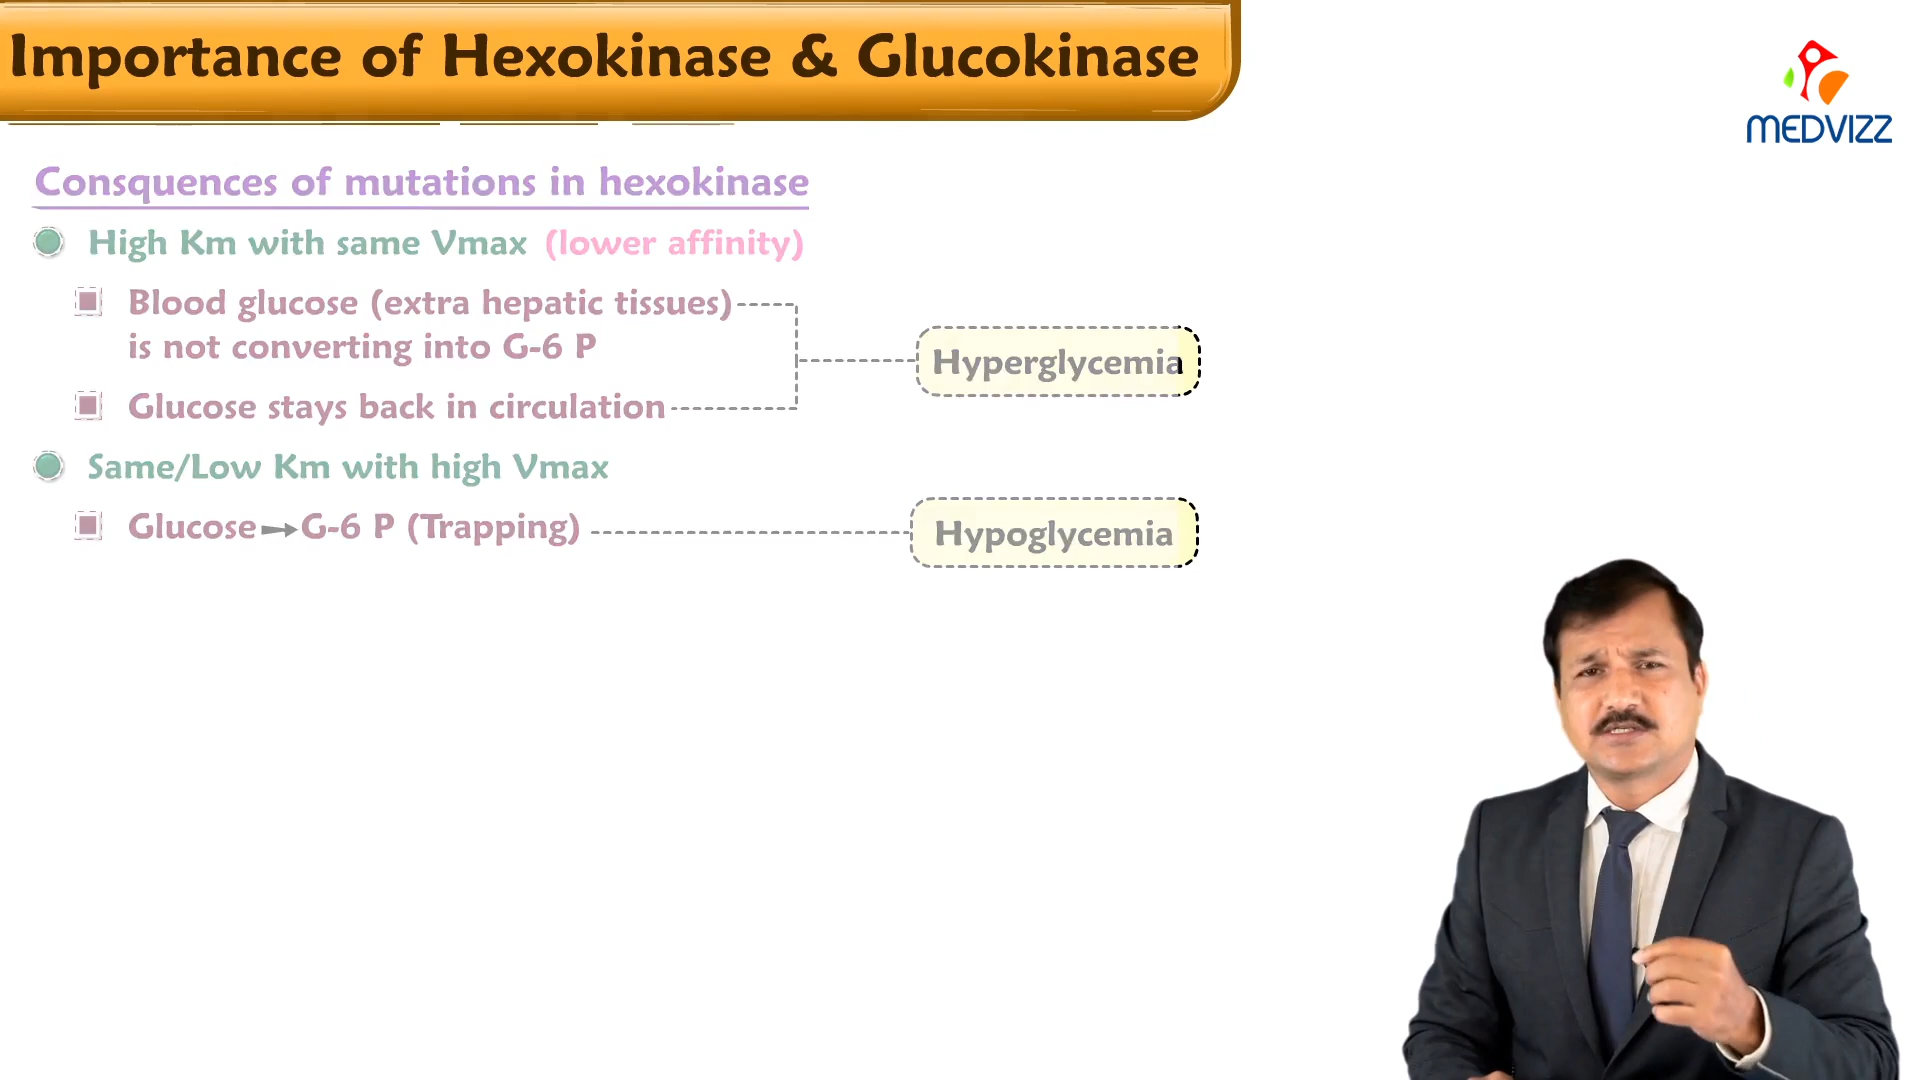 Importance of Hexokinase & Glucokinase
MEDVIZZ
Consquences of mutations in hexokinase
High Km with same Vmax (lower affinity)
Blood glucose (extra hepatic tissues)
is not converting into G-6 P
Hyperglycemia
Glucose stays back in circulation
Same/Low Km with high Vmax
Glucose → G-6 P (Trapping)
Hypoglycemia